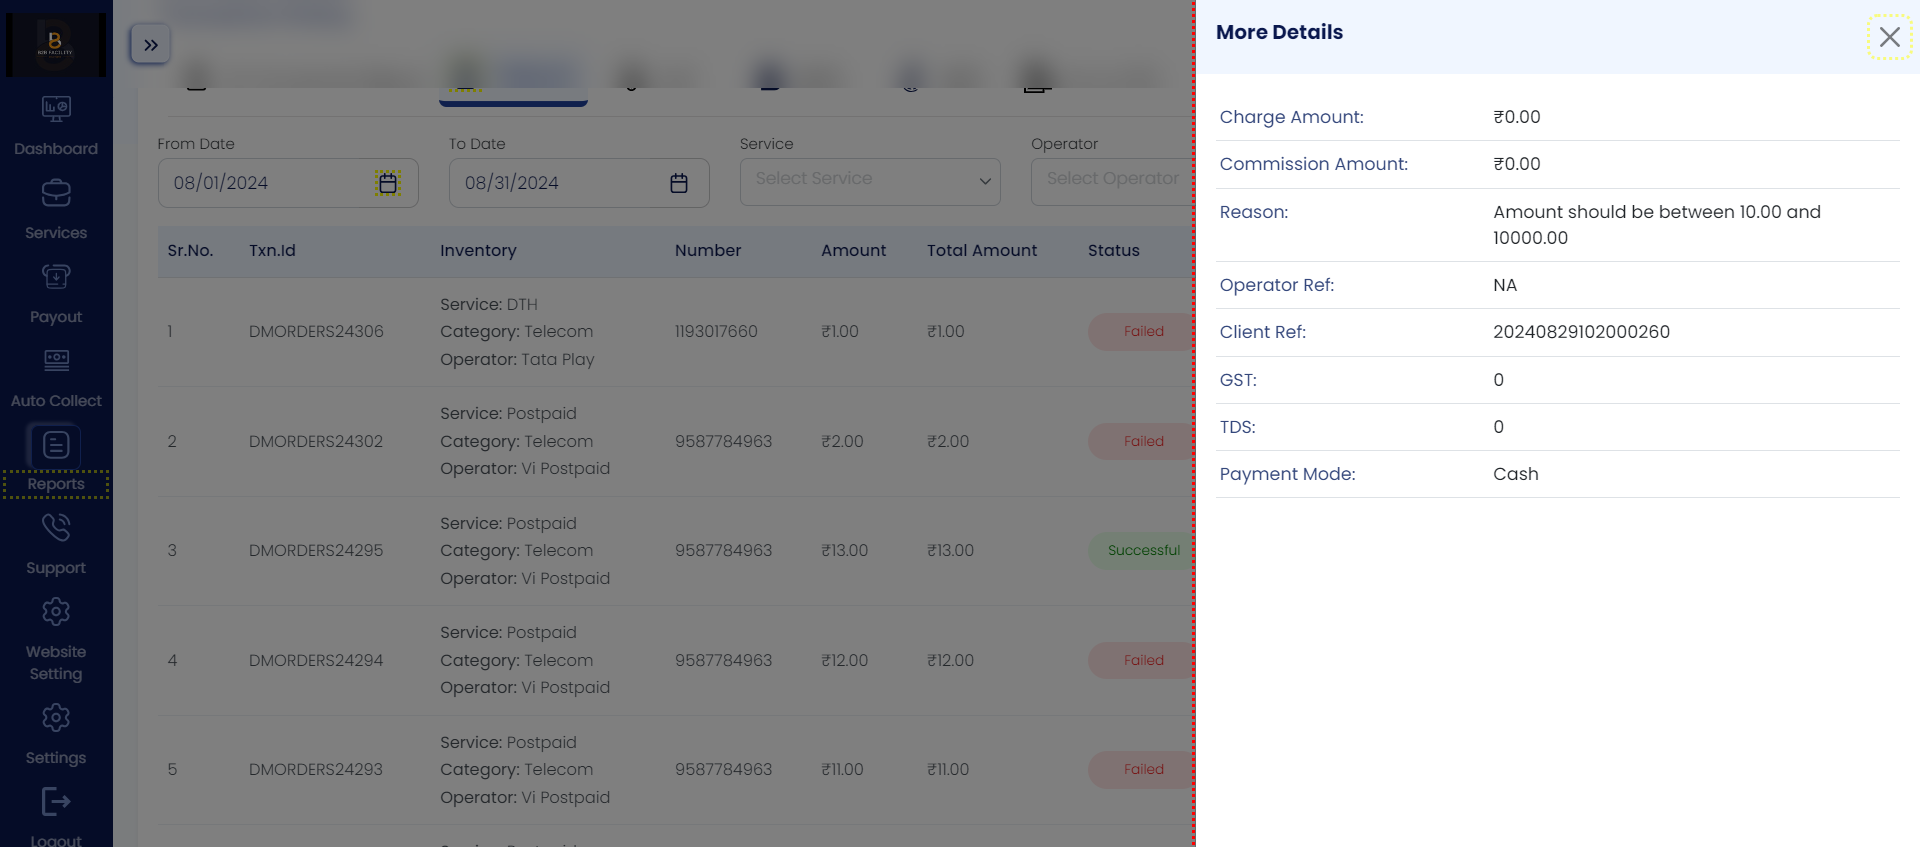 B2B FACILITY
Dashboard
Services
Payout
Auto Collect
Reports
Support
Website
Setting
Settings
Logout
From Date
08/01/2024
To Date
08/31/2024
Service
Select Service
Operator
Select Operator
Sr.No. Txn.Id Inventory Number Amount Total Amount Status
1 DMORDERS24306 Service: DTH
Category: Telecom
Operator: Tata Play
1193017660 ₹1.00 ₹1.00 Failed
2 DMORDERS24302 Service: Postpaid
Category: Telecom
Operator: Vi Postpaid
9587784963 ₹2.00 ₹2.00 Failed
3 DMORDERS24295 Service: Postpaid
Category: Telecom
Operator: Vi Postpaid
9587784963 ₹13.00 ₹13.00 Successful
4 DMORDERS24294 Service: Postpaid
Category: Telecom
Operator: Vi Postpaid
9587784963 ₹12.00 ₹12.00 Failed
5 DMORDERS24293 Service: Postpaid
Category: Telecom
Operator: Vi Postpaid
9587784963 ₹11.00 ₹11.00 Failed
More Details
Charge Amount: ₹0.00
Commission Amount: ₹0.00
Reason: Amount should be between 10.00 and
10000.00
Operator Ref: NA
Client Ref: 20240829102000260
GST: 0
TDS: 0
Payment Mode: Cash